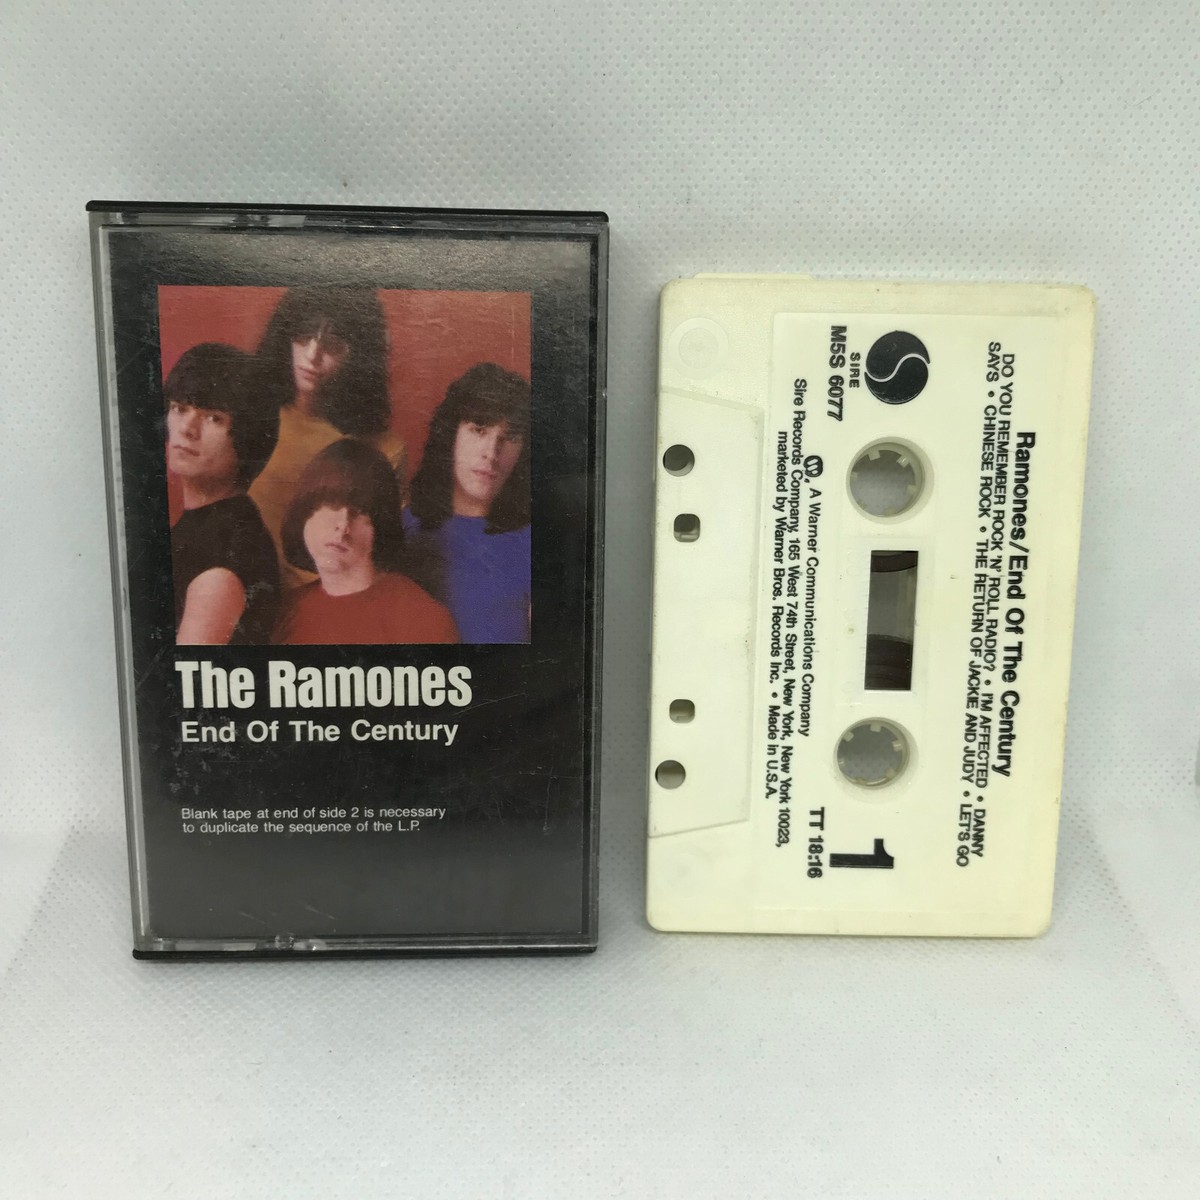 The Ramones
End Of The Century
Blank tape at end of side 2 is necessary
to duplicate the sequence of the L.P.
Ramones/End Of The Century
DO YOU REMEMBER ROCK 'N' ROLL RADIO? • I'M AFFECTED • DANNY
SAYS • CHINESE ROCK • THE RETURN OF JACKIE AND JUDY • LET'S GO
SIRE
M5S 6077
1
TT 18:16
W. A Warner Communications Company
Sire Records Company, 165 West 74th Street, New York, New York 10023,
marketed by Warner Bros. Records Inc. • Made in U.S.A.